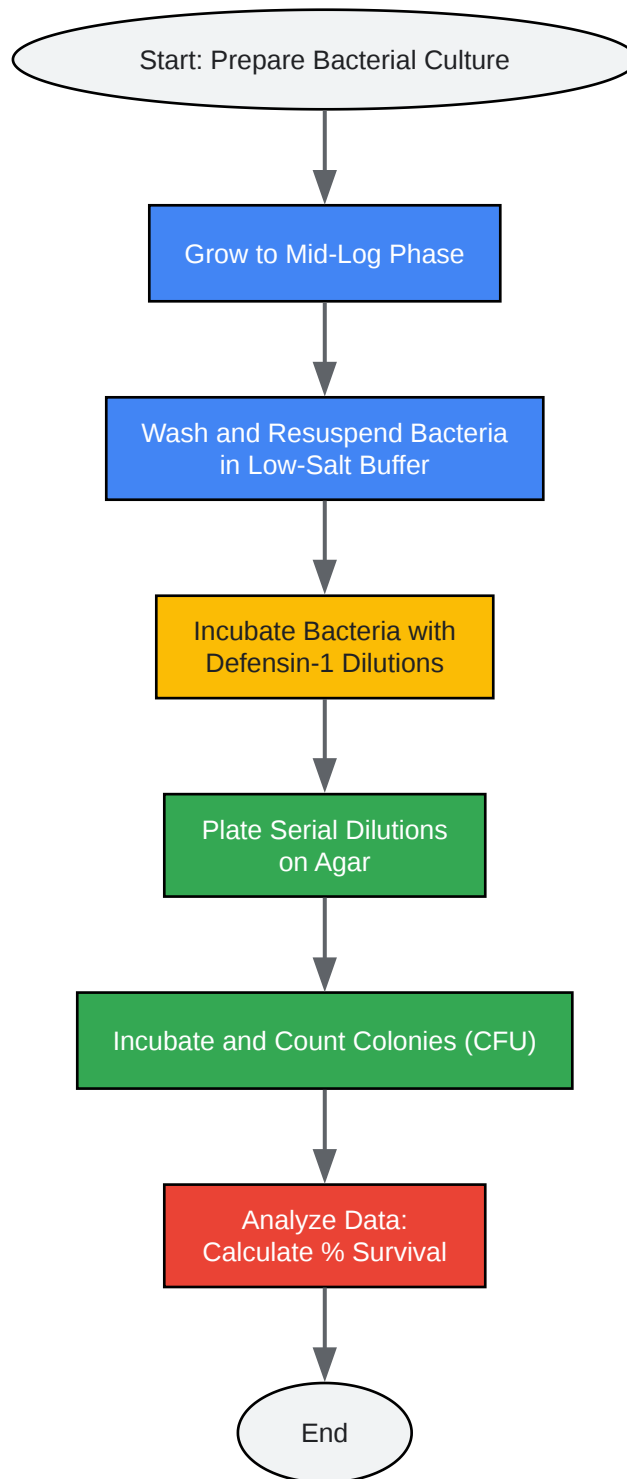 Start: Prepare Bacterial Culture
Grow to Mid-Log Phase
Wash and Resuspend Bacteria
in Low-Salt Buffer
Incubate Bacteria with
Defensin-1 Dilutions
Plate Serial Dilutions
on Agar
Incubate and Count Colonies (CFU)
Analyze Data:
Calculate % Survival
End